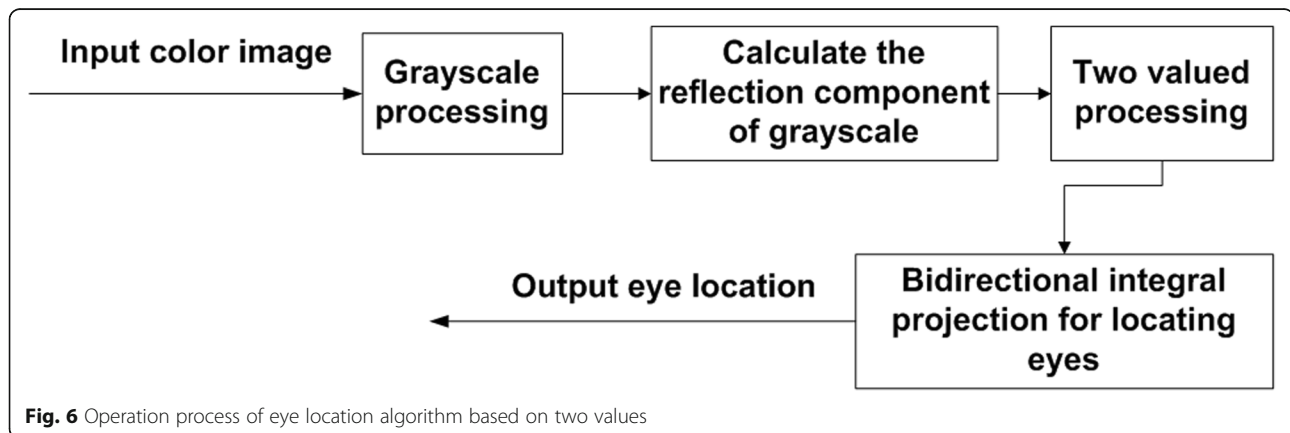 Input color image
Grayscale
processing
Calculate the
reflection component
of grayscale
Two valued
processing
Bidirectional integral
projection for locating
eyes
Output eye location
Fig. 6 Operation process of eye location algorithm based on two values